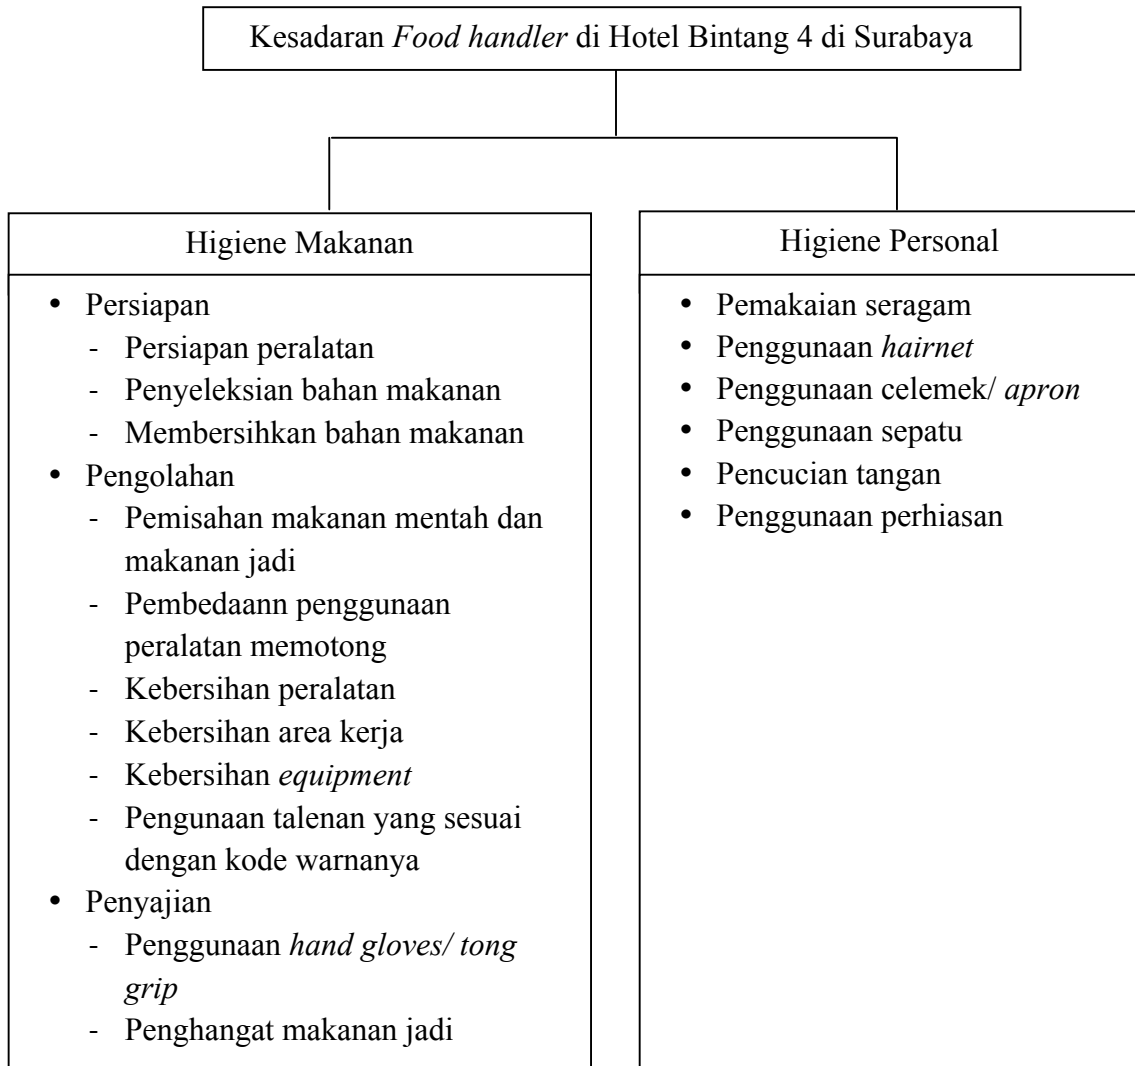 Kesadaran Food handler di Hotel Bintang 4 di Surabaya
Higiene Makanan
• Persiapan
- Persiapan peralatan
- Penyeleksian bahan makanan
- Membersihkan bahan makanan
• Pengolahan
- Pemisahan makanan mentah dan
makanan jadi
- Pembedaann penggunaan
peralatan memotong
- Kebersihan peralatan
- Kebersihan area kerja
- Kebersihan equipment
- Pengunaan talenan yang sesuai
dengan kode warnanya
• Penyajian
- Penggunaan hand gloves/ tong
grip
- Penghangat makanan jadi
Higiene Personal
• Pemakaian seragam
• Penggunaan hairnet
• Penggunaan celemek/ apron
• Penggunaan sepatu
• Pencucian tangan
• Penggunaan perhiasan